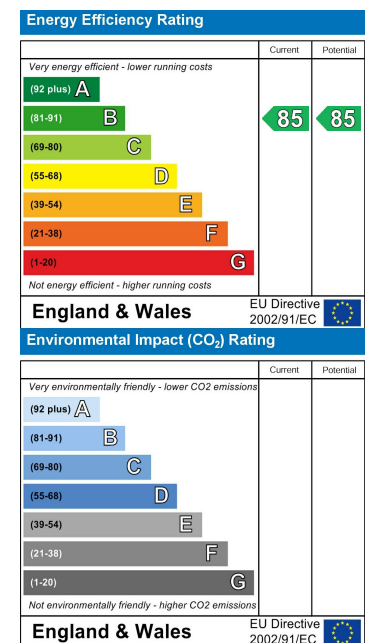 Energy Efficiency Rating
Current Potential
Very energy efficient - lower running costs
(92 plus) A
(81-91) B 85 85
(69-80) C
(55-68) D
(39-54) E
(21-38) F
(1-20) G
Not energy efficient - higher running costs
England & Wales EU Directive
2002/91/EC
Environmental Impact (CO₂) Rating
Current Potential
Very environmentally friendly - lower CO2 emissions
(92 plus) A
(81-91) B
(69-80) C
(55-68) D
(39-54) E
(21-38) F
(1-20) G
Not environmentally friendly - higher CO2 emissions
England & Wales EU Directive
2002/91/EC